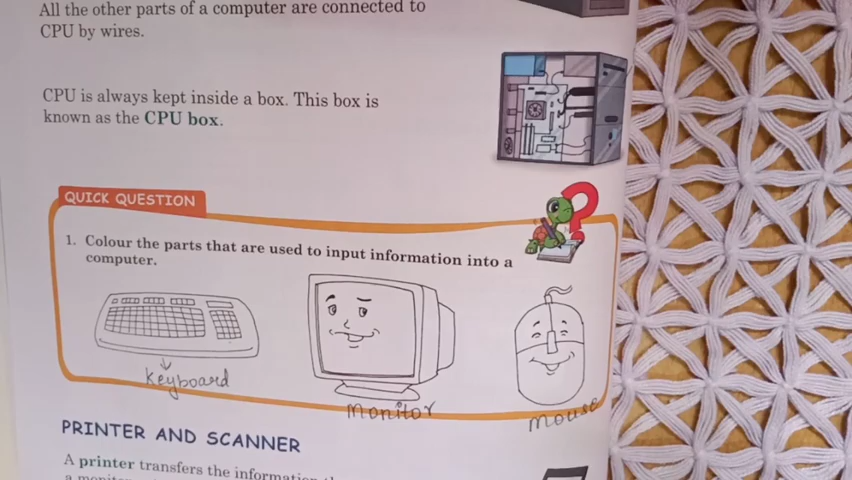 All the other parts of a computer are connected to
CPU by wires.
CPU is always kept inside a box. This box is
known as the CPU box.
QUICK QUESTION
1. Colour the parts that are used to input information into a
computer.
Keyboard
Monitor
Mouse
PRINTER AND SCANNER
A printer transfers the information